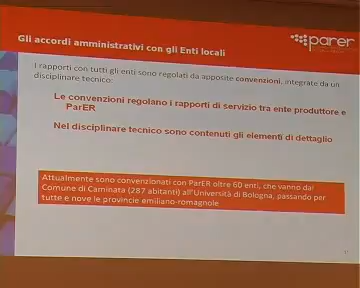 Gli accordi amministrativi con gli Enti locali
parer
I rapporti con tutti gli enti sono regolati da apposite convenzioni, integrate da un
disciplinare tecnico:
Le convenzioni regolano i rapporti di servizio tra ente produttore e
ParER
Nel disciplinare tecnico sono contenuti gli elementi di dettaglio
Attualmente sono convenzionati con ParER oltre 60 enti, che vanno dal
Comune di Caminata (287 abitanti) all'Università di Bologna, passando per
tutte e nove le provincie emiliano-romagnole